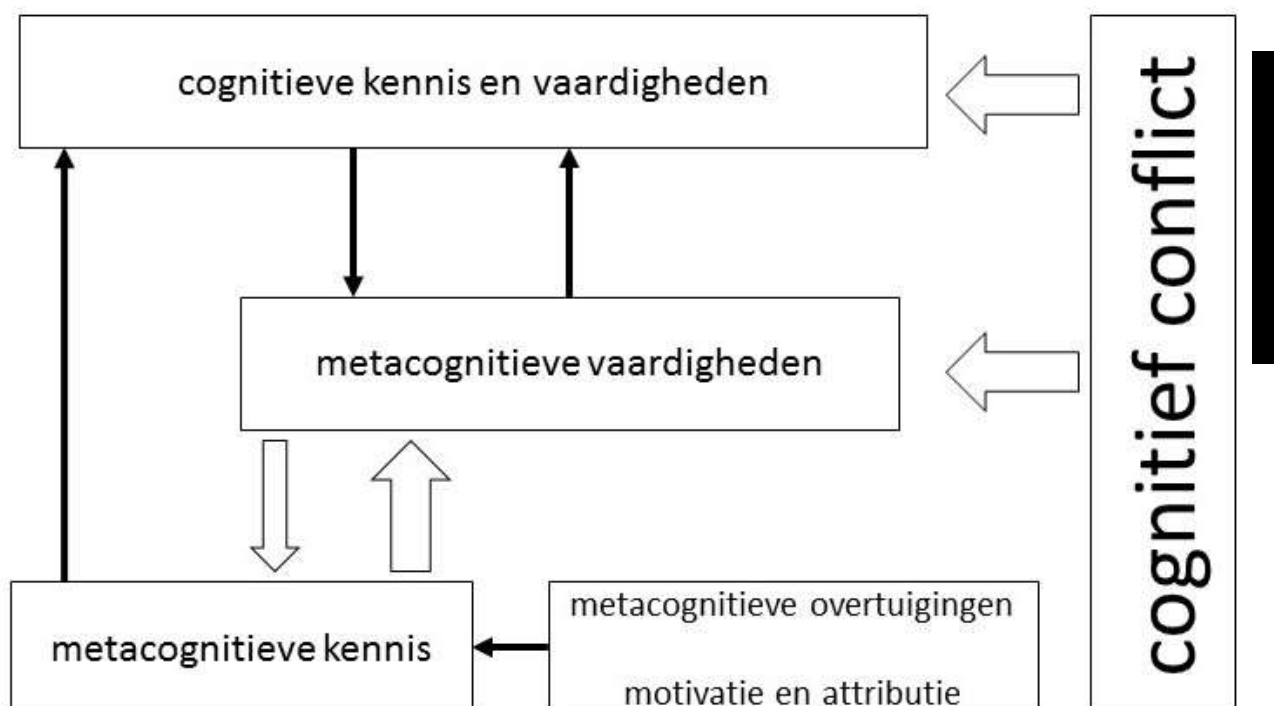 cognitieve kennis en vaardigheden
metacognitieve vaardigheden
metacognitieve kennis
metacognitieve overtuigingen
motivatie en attributie
cognitief conflict